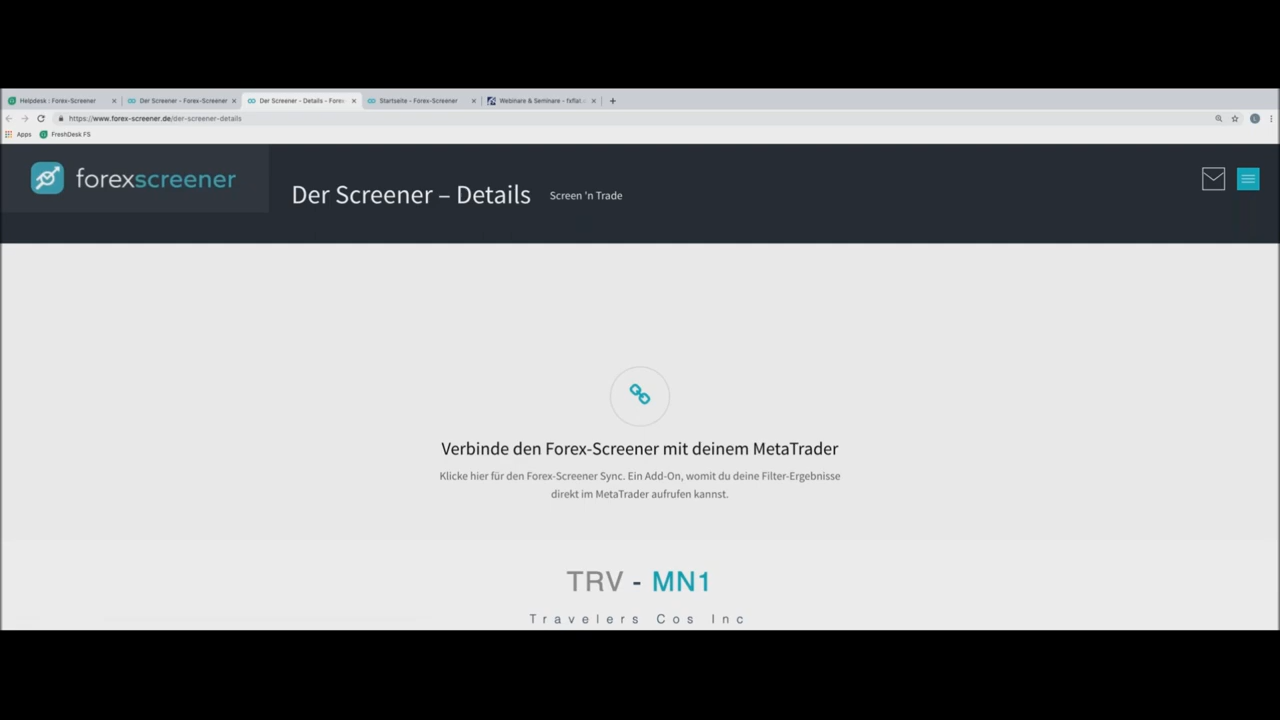 Helpdesk : Forex-Screener
Der Screener - Forex-Screener
Der Screener - Details - Forex
Startseite - Forex-Screener
Webinare & Seminare - fxflat
https://www.forex-screener.de/der-screener-details
Apps
FreshDesk FS
forexscreener
Der Screener – Details
Screen 'n Trade
Verbinde den Forex-Screener mit deinem MetaTrader
Klicke hier für den Forex-Screener Sync. Ein Add-On, womit du deine Filter-Ergebnisse
direkt im MetaTrader aufrufen kannst.
TRV - MN1
Travelers Cos Inc